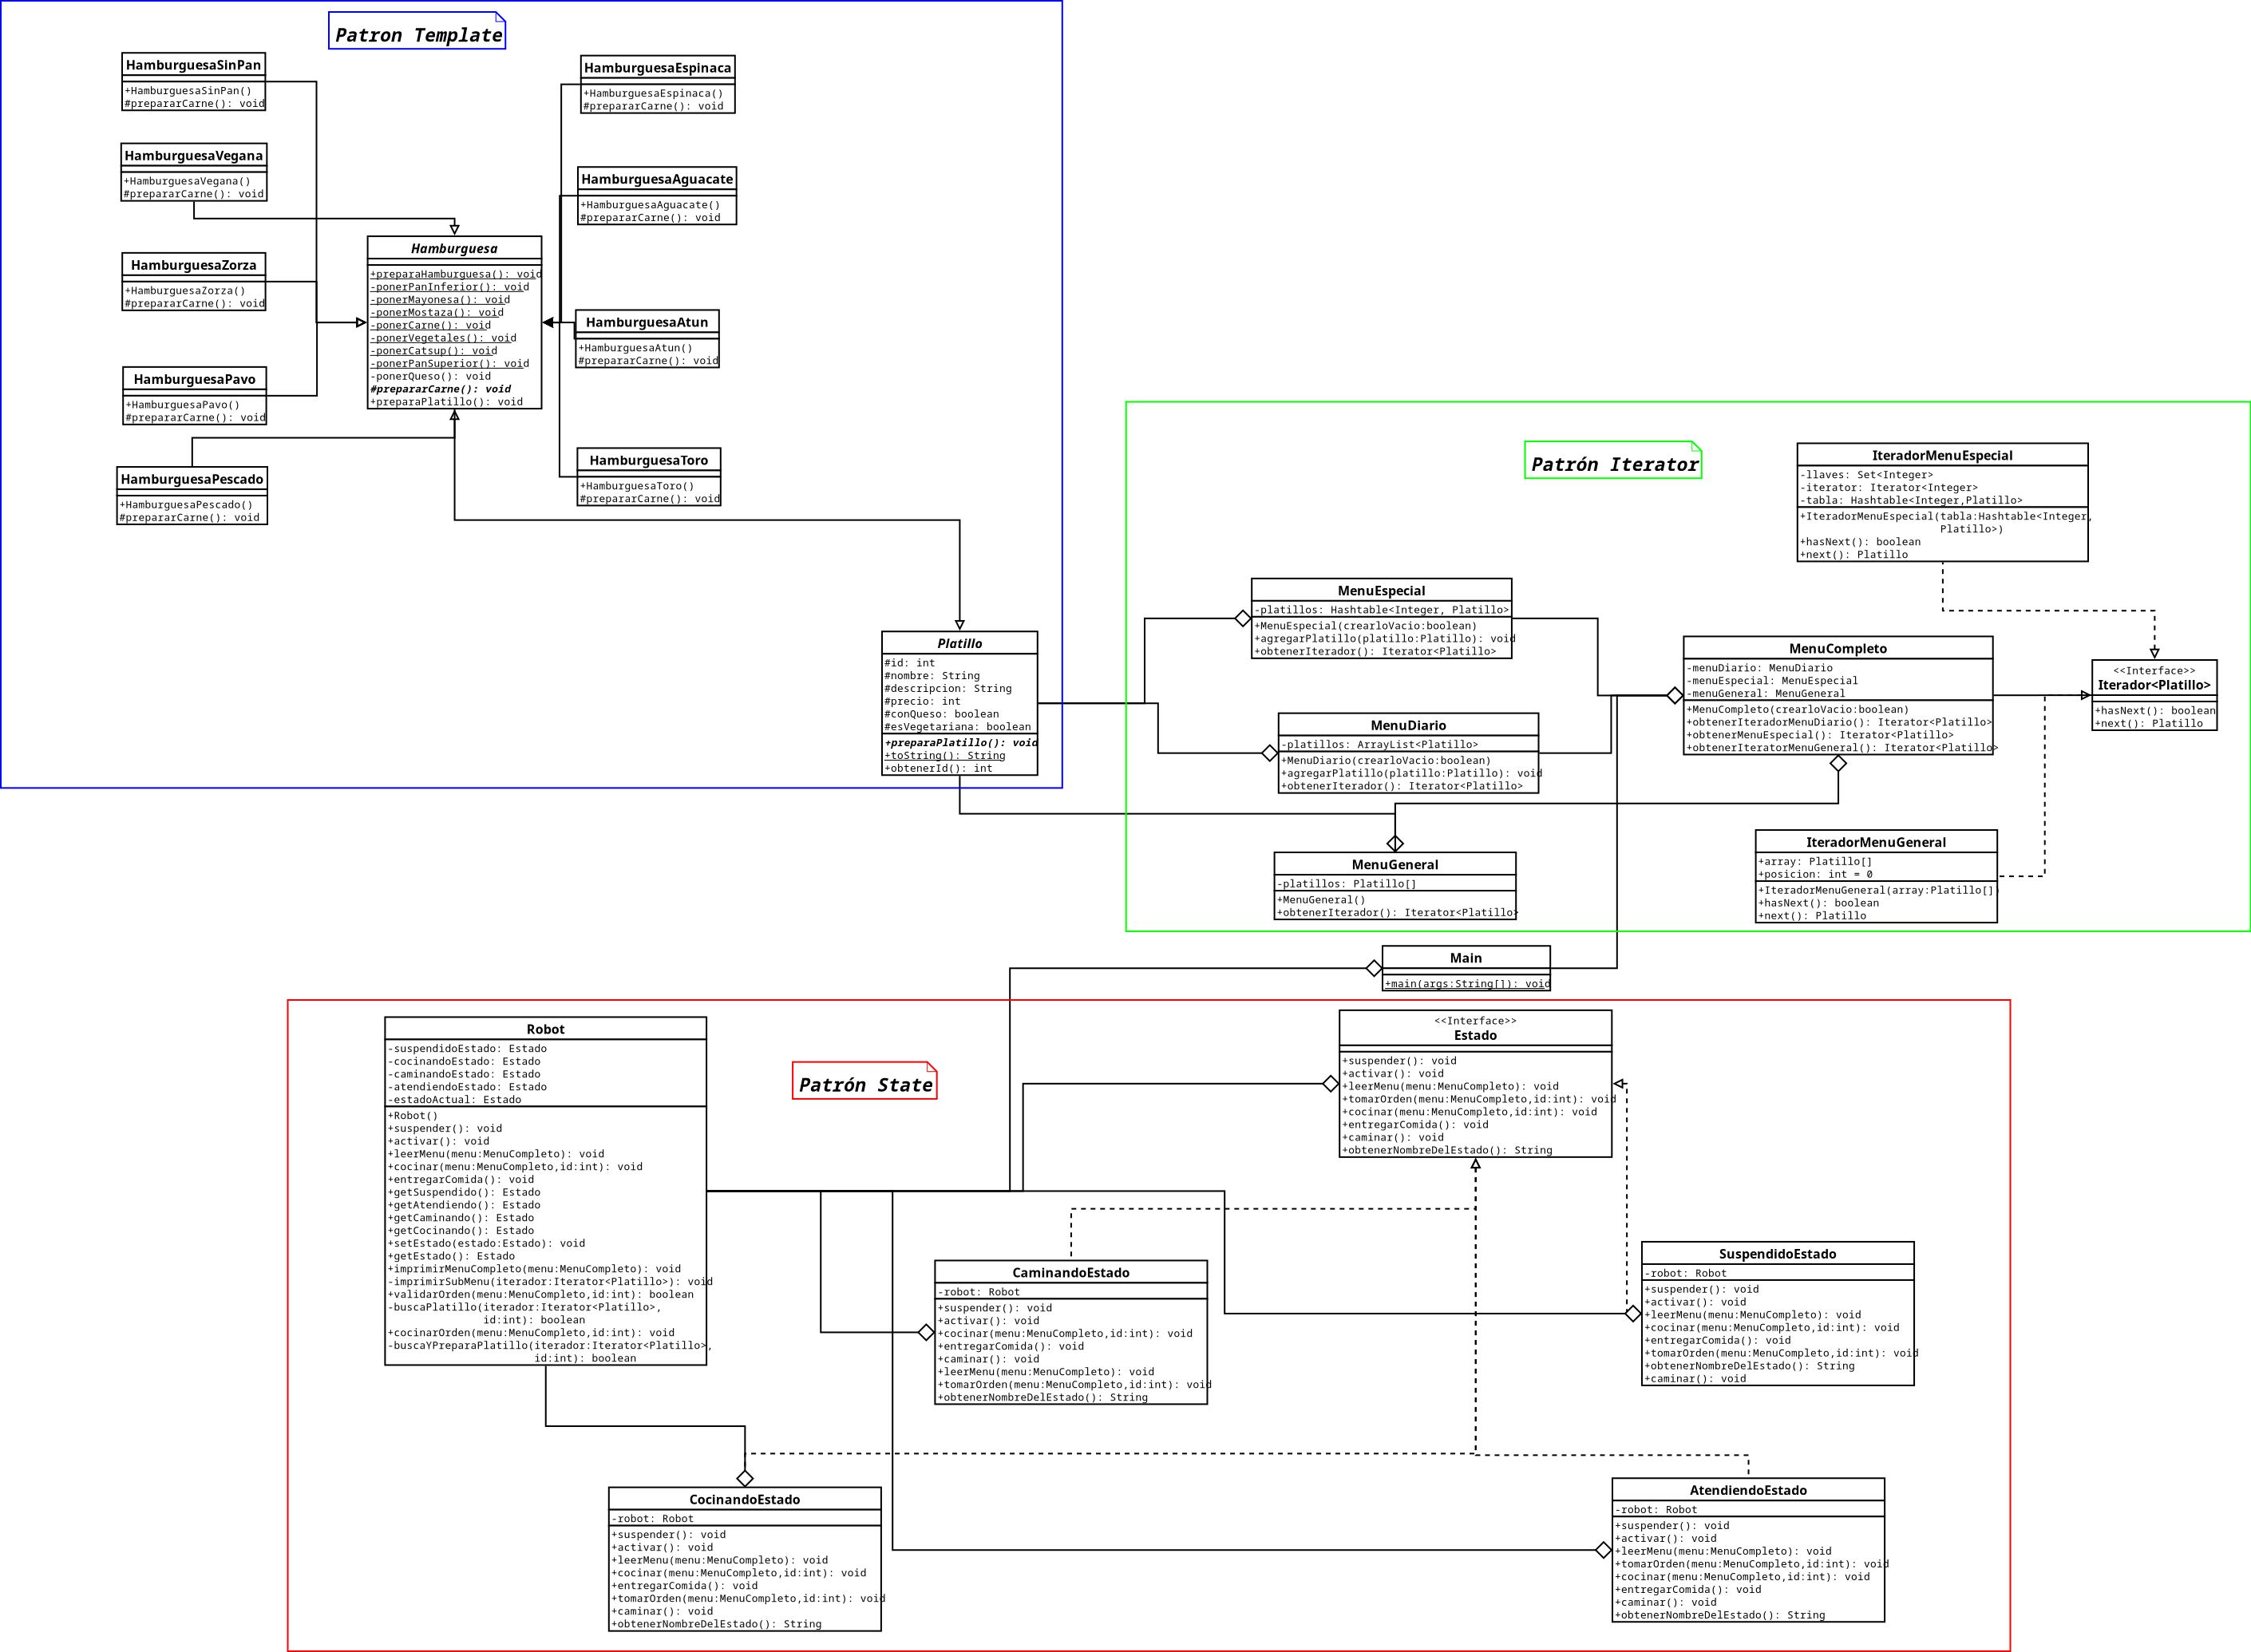 Patron Template
HamburguesaSinPan
+HamburguesaSinPan()
#prepararCarne(): void
HamburguesaEspinaca
+HamburguesaEspinaca()
#prepararCarne(): void
HamburguesaVegana
+HamburguesaVegana()
#prepararCarne(): void
HamburguesaAguacate
+HamburguesaAguacate()
#prepararCarne(): void
Hamburguesa
+preparaHamburguesa(): void
-ponerPanInferior(): void
-ponerMayonesa(): void
-ponerMostaza(): void
-ponerCarne(): void
-ponerVegetales(): void
-ponerCatsup(): void
-ponerPanSuperior(): void
-ponerQueso(): void
#prepararCarne(): void
+preparaPlatillo(): void
HamburguesaZorza
+HamburguesaZorza()
#prepararCarne(): void
HamburguesaAtun
+HamburguesaAtun()
#prepararCarne(): void
HamburguesaPavo
+HamburguesaPavo()
#prepararCarne(): void
HamburguesaToro
+HamburguesaToro()
#prepararCarne(): void
HamburguesaPescado
+HamburguesaPescado()
#prepararCarne(): void
Platillo
#id: int
#nombre: String
#descripcion: String
#precio: int
#conQueso: boolean
#esVegetariana: boolean
+preparaPlatillo(): void
+toString(): String
+obtenerId(): int
Patrón Iterator
IteradorMenuEspecial
-llaves: Set<Integer>
-iterator: Iterator<Integer>
-tabla: Hashtable<Integer,Platillo>
+IteradorMenuEspecial(tabla:Hashtable<Integer,
Platillo>)
+hasNext(): boolean
+next(): Platillo
MenuEspecial
-platillos: Hashtable<Integer, Platillo>
+MenuEspecial(crearloVacio:boolean)
+agregarPlatillo(platillo:Platillo): void
+obtenerIterador(): Iterator<Platillo>
MenuCompleto
-menuDiario: MenuDiario
-menuEspecial: MenuEspecial
-menuGeneral: MenuGeneral
+MenuCompleto(crearloVacio:boolean)
+obtenerIteradorMenuDiario(): Iterator<Platillo>
+obtenerMenuEspecial(): Iterator<Platillo>
+obtenerIteratorMenuGeneral(): Iterator<Platillo>
<<Interface>>
Iterador<Platillo>
+hasNext(): boolean
+next(): Platillo
MenuDiario
-platillos: ArrayList<Platillo>
+MenuDiario(crearloVacio:boolean)
+agregarPlatillo(platillo:Platillo): void
+obtenerIterador(): Iterator<Platillo>
MenuGeneral
-platillos: Platillo[]
+MenuGeneral()
+obtenerIterador(): Iterator<Platillo>
IteradorMenuGeneral
+array: Platillo[]
+posicion: int = 0
+IteradorMenuGeneral(array:Platillo[])
+hasNext(): boolean
+next(): Platillo
Main
+main(args:String[]): void
Patrón State
Robot
-suspendidoEstado: Estado
-cocinandoEstado: Estado
-caminandoEstado: Estado
-atendiendoEstado: Estado
-estadoActual: Estado
+Robot()
+suspender(): void
+activar(): void
+leerMenu(menu:MenuCompleto): void
+cocinar(menu:MenuCompleto,id:int): void
+entregarComida(): void
+getSuspendido(): Estado
+getAtendiendo(): Estado
+getCaminando(): Estado
+getCocinando(): Estado
+setEstado(estado:Estado): void
+getEstado(): Estado
+imprimirMenuCompleto(menu:MenuCompleto): void
-imprimirSubMenu(iterador:Iterator<Platillo>): void
+validarOrden(menu:MenuCompleto,id:int): boolean
-buscaPlatillo(iterador:Iterator<Platillo>,
id:int): boolean
+cocinarOrden(menu:MenuCompleto,id:int): void
-buscaYPreparaPlatillo(iterador:Iterator<Platillo>,
id:int): boolean
<<Interface>>
Estado
+suspender(): void
+activar(): void
+leerMenu(menu:MenuCompleto): void
+tomarOrden(menu:MenuCompleto,id:int): void
+cocinar(menu:MenuCompleto,id:int): void
+entregarComida(): void
+caminar(): void
+obtenerNombreDelEstado(): String
CaminandoEstado
-robot: Robot
+suspender(): void
+activar(): void
+cocinar(menu:MenuCompleto,id:int): void
+entregarComida(): void
+caminar(): void
+leerMenu(menu:MenuCompleto): void
+tomarOrden(menu:MenuCompleto,id:int): void
+obtenerNombreDelEstado(): String
SuspendidoEstado
-robot: Robot
+suspender(): void
+activar(): void
+leerMenu(menu:MenuCompleto): void
+cocinar(menu:MenuCompleto,id:int): void
+entregarComida(): void
+tomarOrden(menu:MenuCompleto,id:int): void
+obtenerNombreDelEstado(): String
+caminar(): void
CocinandoEstado
-robot: Robot
+suspender(): void
+activar(): void
+leerMenu(menu:MenuCompleto): void
+cocinar(menu:MenuCompleto,id:int): void
+entregarComida(): void
+tomarOrden(menu:MenuCompleto,id:int): void
+caminar(): void
+obtenerNombreDelEstado(): String
AtendiendoEstado
-robot: Robot
+suspender(): void
+activar(): void
+leerMenu(menu:MenuCompleto): void
+tomarOrden(menu:MenuCompleto,id:int): void
+cocinar(menu:MenuCompleto,id:int): void
+entregarComida(): void
+caminar(): void
+obtenerNombreDelEstado(): String